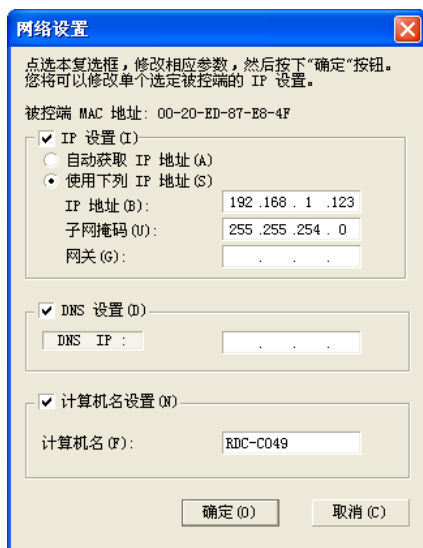 网络设置
点选本复选框，修改相应参数，然后按下“确定“按钮。
您将可以修改单个选定被控端的 IP 设置。
被控端 MAC 地址: 00-20-ED-87-E8-4F
IP 设置(I)
自动获取 IP 地址(A)
使用下列 IP 地址(S)
IP 地址(B): 192 .168 . 1 .123
子网掩码(U): 255 .255 .254 . 0
网关(G): . . .
DNS 设置(D)
DNS IP : . . .
计算机名设置(N)
计算机名(F): RDC-C049
确定(O) 取消(C)